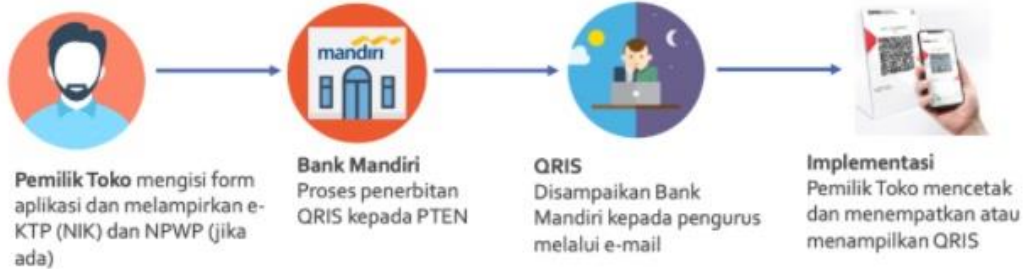 mandırı
Pemilik Toko mengisi form
aplikasi dan melampirkan e-
KTP (NIK) dan NPWP (jika
ada)
Bank Mandiri
Proses penerbitan
QRIS kepada PTEN
QRIS
Disampaikan Bank
Mandiri kepada pengurus
melalui e-mail
Implementasi
Pemilik Toko mencetak
dan menempatkan atau
menampilkan QRIS